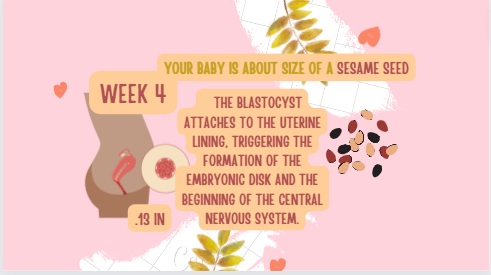 YOUR BABY IS ABOUT SIZE OF A SESAME SEED
WEEK 4
THE BLASTOCYST
ATTACHES TO THE UTERINE
LINING, TRIGGERING THE
FORMATION OF THE
EMBRYONIC DISK AND THE
BEGINNING OF THE CENTRAL
NERVOUS SYSTEM.
.13 IN